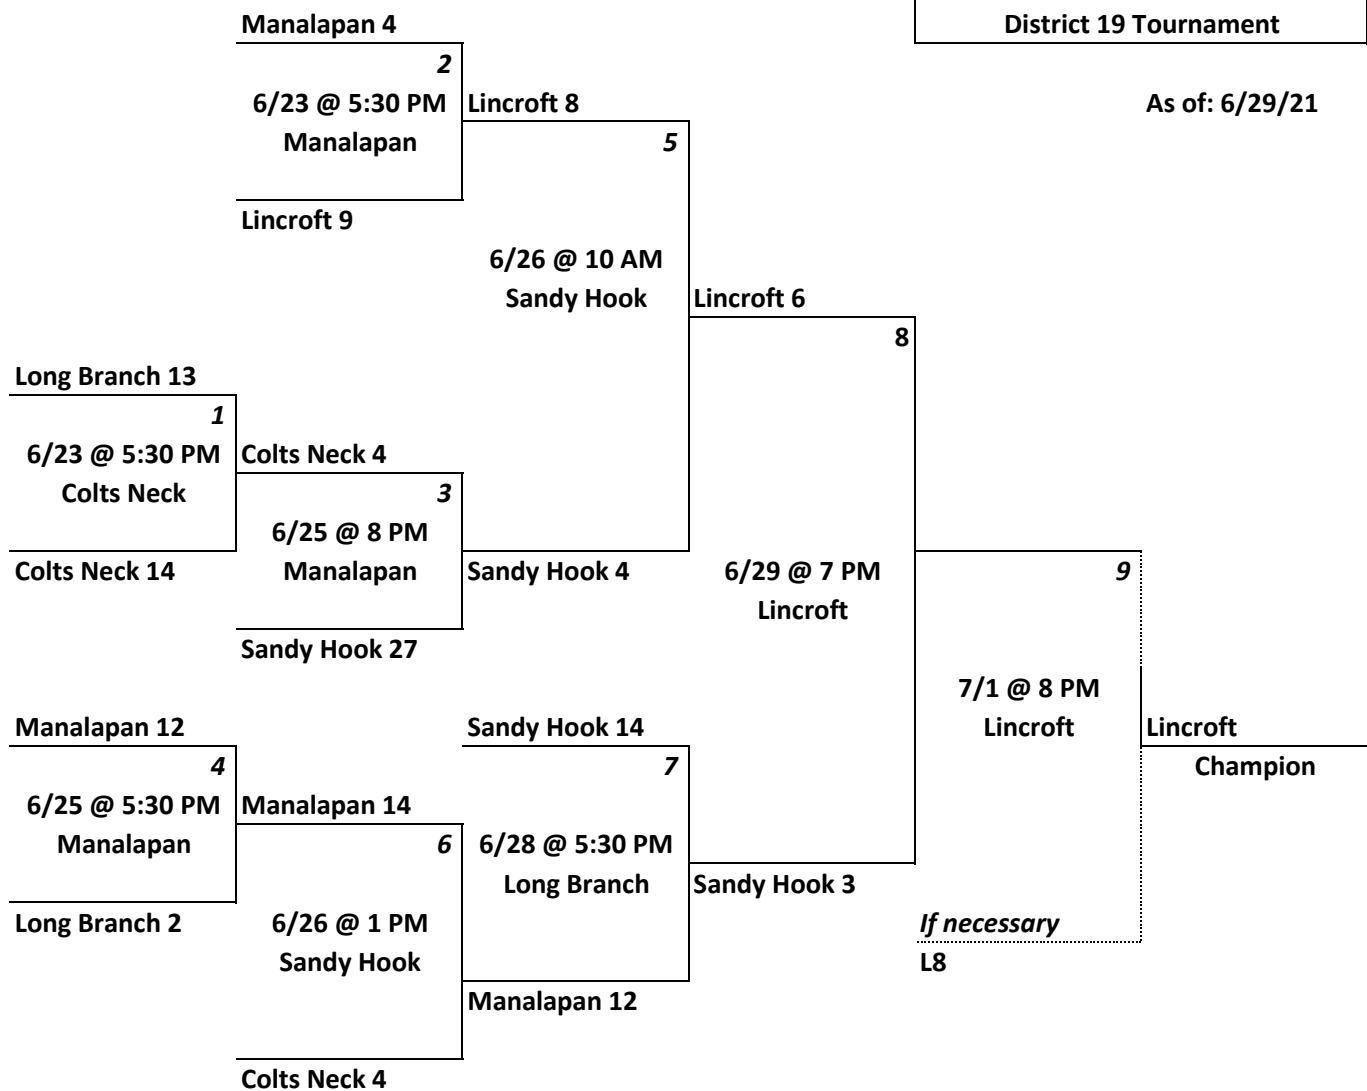 Manalapan 4
District 19 Tournament
2
6/23 @ 5:30 PM
Lincroft 8
As of: 6/29/21
Manalapan
5
Lincroft 9
6/26 @ 10 AM
Sandy Hook
Lincroft 6
8
Long Branch 13
1
6/23 @ 5:30 PM
Colts Neck 4
Colts Neck
3
6/25 @ 8 PM
Colts Neck 14
Manalapan
Sandy Hook 4
6/29 @ 7 PM
9
Lincroft
Sandy Hook 27
7/1 @ 8 PM
Manalapan 12
Sandy Hook 14
Lincroft
Lincroft
4
7
Champion
6/25 @ 5:30 PM
Manalapan 14
Manalapan
6
6/28 @ 5:30 PM
Long Branch
Sandy Hook 3
Long Branch 2
6/26 @ 1 PM
If necessary
Sandy Hook
L8
Manalapan 12
Colts Neck 4